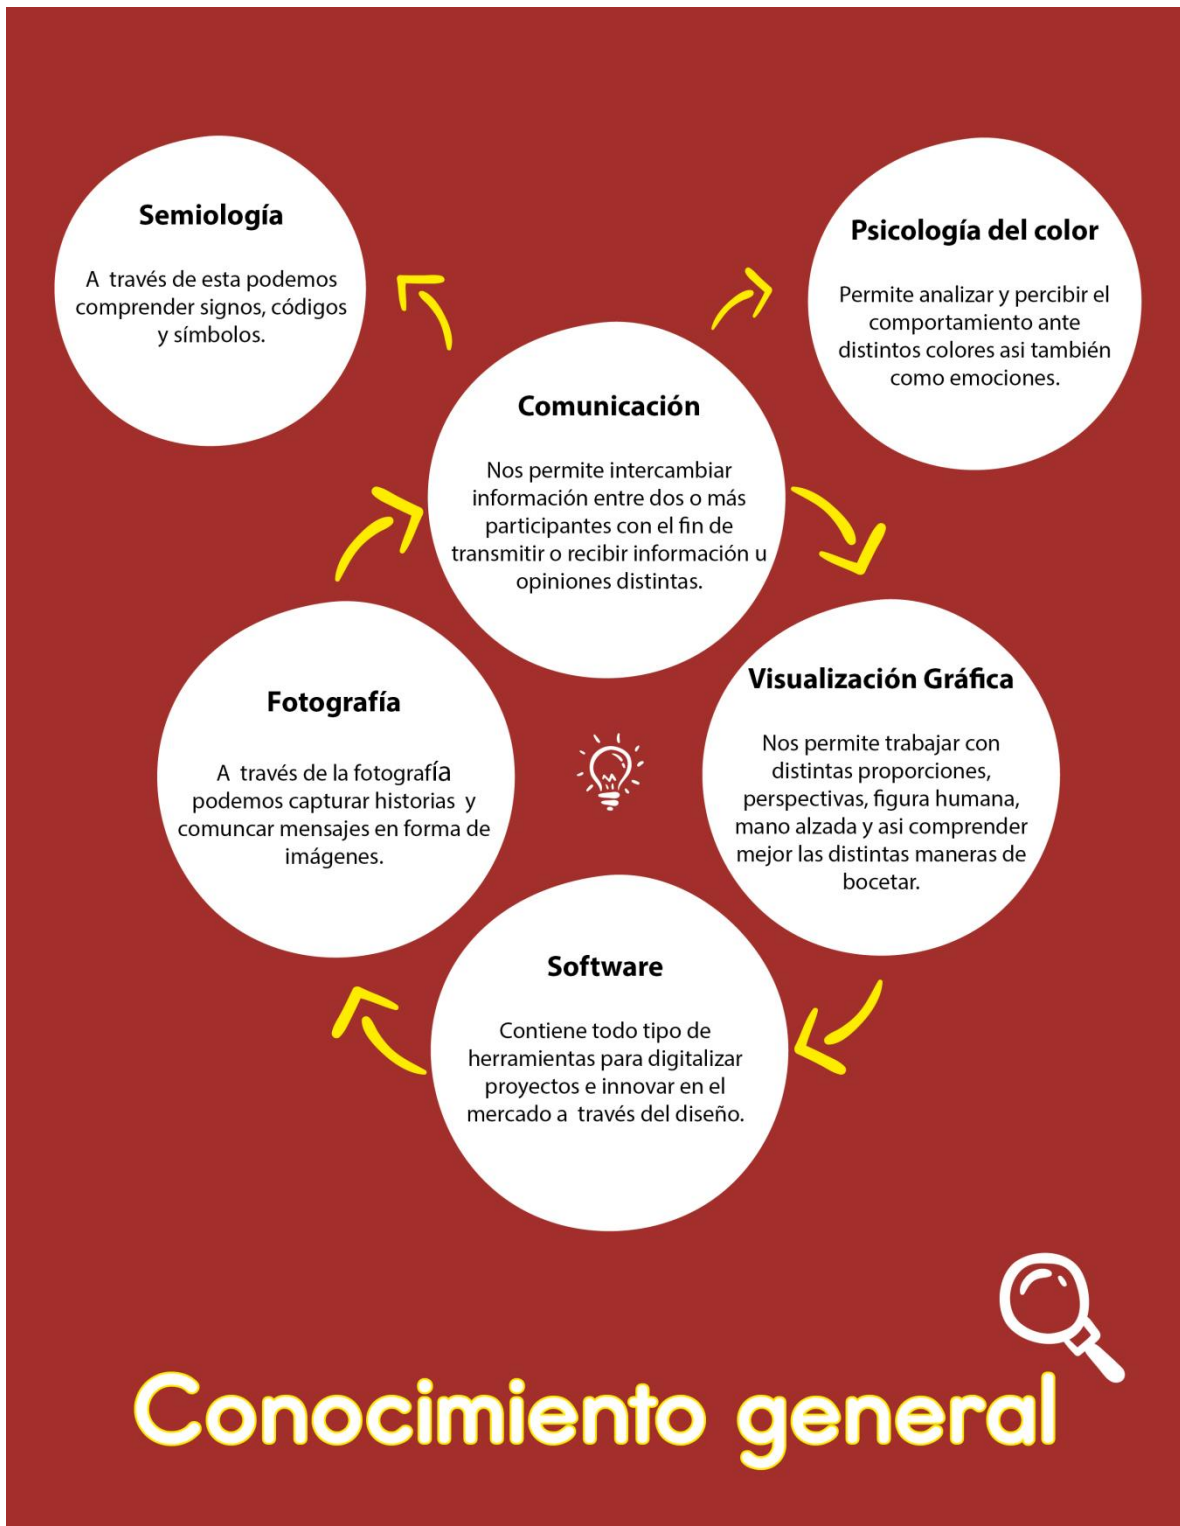 Semiología
A través de esta podemos
comprender signos, códigos
y símbolos.
Psicología del color
Permite analizar y percibir el
comportamiento ante
distintos colores asi también
como emociones.
Comunicación
Nos permite intercambiar
información entre dos o más
participantes con el fin de
transmitir o recibir información u
opiniones distintas.
Fotografía
A través de la fotografía
podemos capturar historias y
comuncar mensajes en forma de
imágenes.
Visualización Gráfica
Nos permite trabajar con
distintas proporciones,
perspectivas, figura humana,
mano alzada y asi comprender
mejor las distintas maneras de
bocetar.
Software
Contiene todo tipo de
herramientas para digitalizar
proyectos e innovar en el
mercado a través del diseño.
Conocimiento general